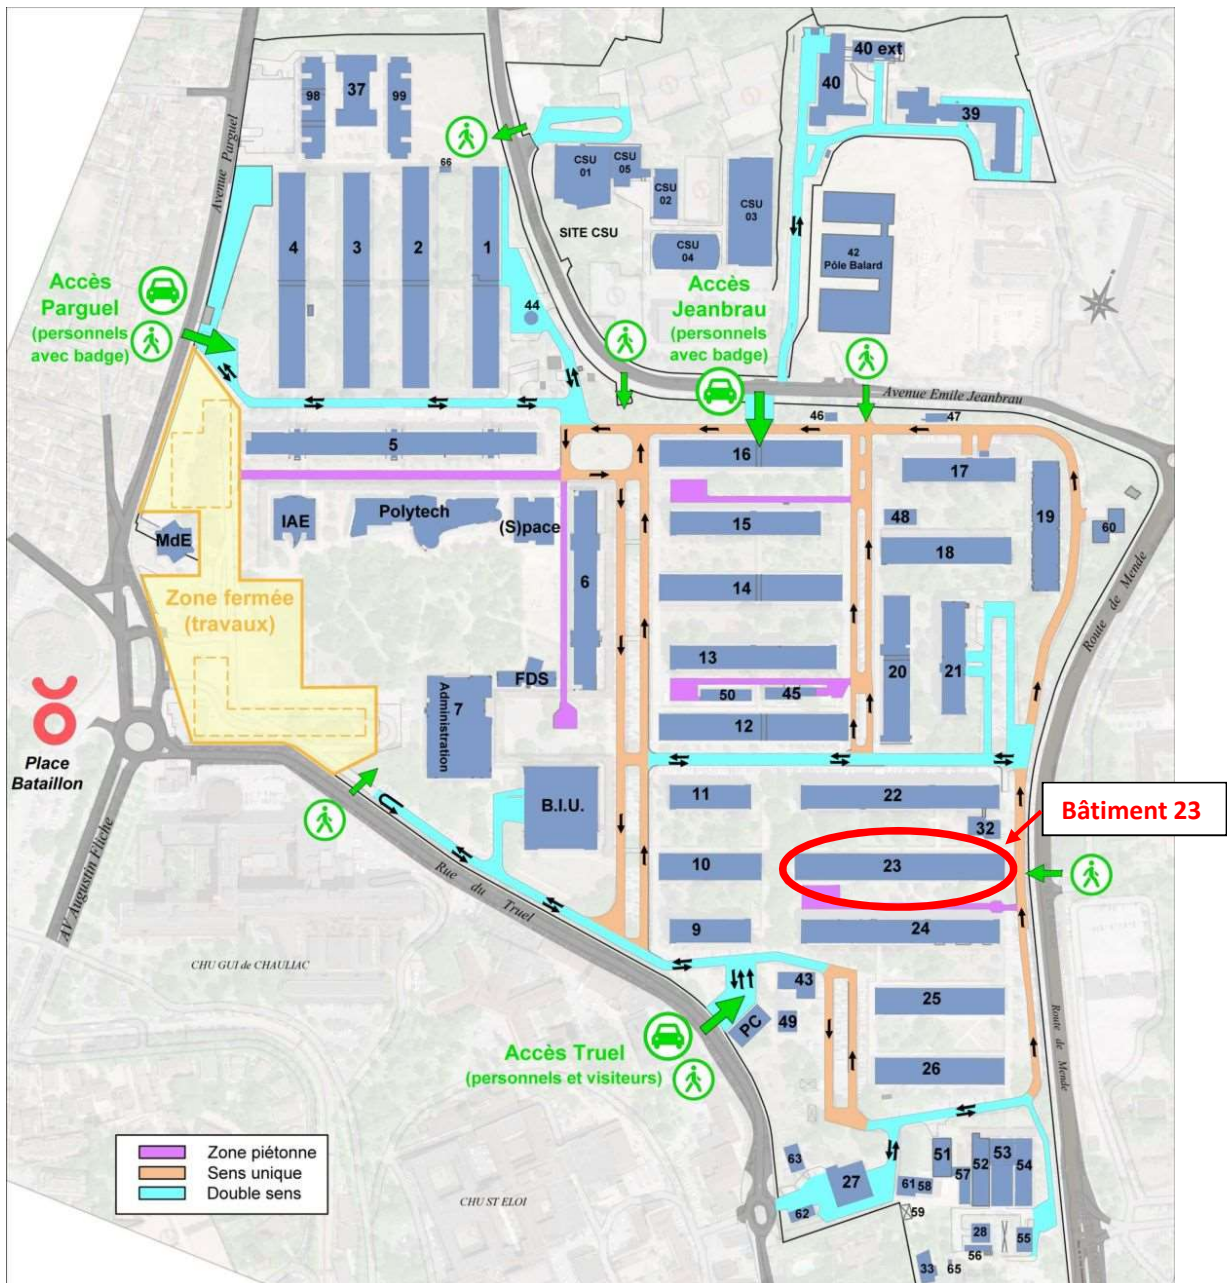 40 ext
40
37
98
99
39
Avenue Parguel
66
CSU
01
CSU
05
CSU
02
CSU
03
SITE CSU
CSU
04
4
3
2
1
42
Pôle Balard
Accès
Parguel
(personnels
avec badge)
44
Accès
Jeanbrau
(personnels
avec badge)
Avenue Emile Jeanbrau
46
47
5
16
17
IAE
Polytech
(S)pace
MdE
15
48
19
60
18
6
14
Route de Mende
Zone fermée
(travaux)
13
20
21
FDS
50
45
7
Administration
12
Place
Bataillon
B.I.U.
11
22
32
Bâtiment 23
10
23
AV Augustin Fliche
Rue du Truel
9
24
CHU GUI de CHAULIAC
43
25
PC
49
Route de Mende
Accès Truel
(personnels et visiteurs)
26
Zone piétonne
Sens unique
Double sens
63
27
51
52
53
54
57
61
58
62
59
CHU ST ELOI
28
55
56
33
65